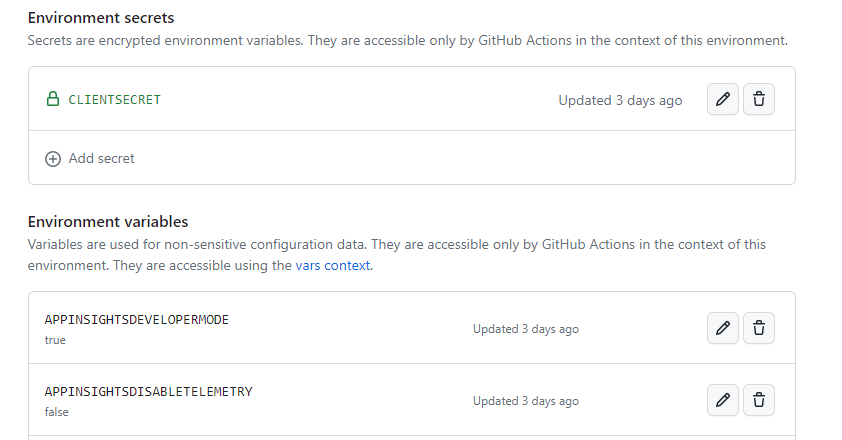 Environment secrets
Secrets are encrypted environment variables. They are accessible only by GitHub Actions in the context of this environment.
CLIENTSECRET Updated 3 days ago
Add secret
Environment variables
Variables are used for non-sensitive configuration data. They are accessible only by GitHub Actions in the context of this
environment. They are accessible using the vars context.
APPINSIGHTSDEVELOPERMODE
true
Updated 3 days ago
APPINSIGHTSDISABLETELEMETRY
false
Updated 3 days ago